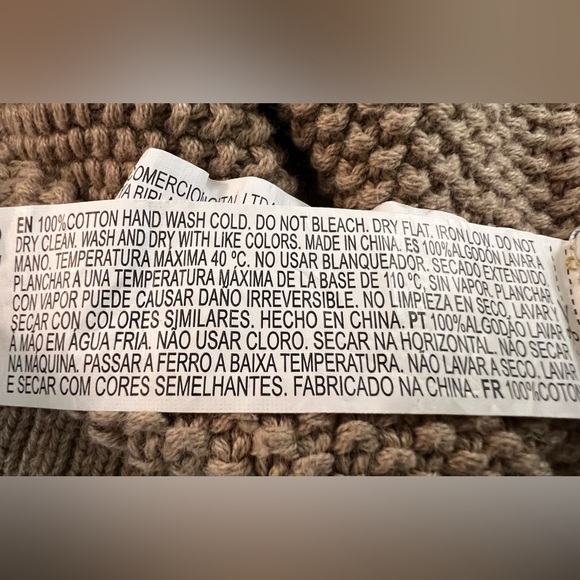 COMERCIO DIGITAL LTDA
EN 100%COTTON HAND WASH COLD. DO NOT BLEACH. DRY FLAT. IRON LOW. DO NOT
DRY CLEAN. WASH AND DRY WITH LIKE COLORS. MADE IN CHINA. ES 100%ALGODÓN LAVAR A
MANO. TEMPERATURA MÁXIMA 40 ºC. NO USAR BLANQUEADOR. SECADO EXTENDIDO.
PLANCHAR A UNA TEMPERATURA MÁXIMA DE LA BASE DE 110 ºC, SIN VAPOR. PLANCHAR
CON VAPOR PUEDE CAUSAR DAÑO IRREVERSIBLE. NO LIMPIEZA EN SECO. LAVAR Y
SECAR CON COLORES SIMILARES. HECHO EN CHINA. PT 100%ALGODÃO LAVAR
À MÃO EM ÁGUA FRIA. NÃO USAR CLORO. SECAR NA HORIZONTAL. NÃO SECAR
NA MÁQUINA. PASSAR A FERRO A BAIXA TEMPERATURA. NÃO LAVAR A SECO. LAVAR
E SECAR COM CORES SEMELHANTES. FABRICADO NA CHINA. FR 100%COTON